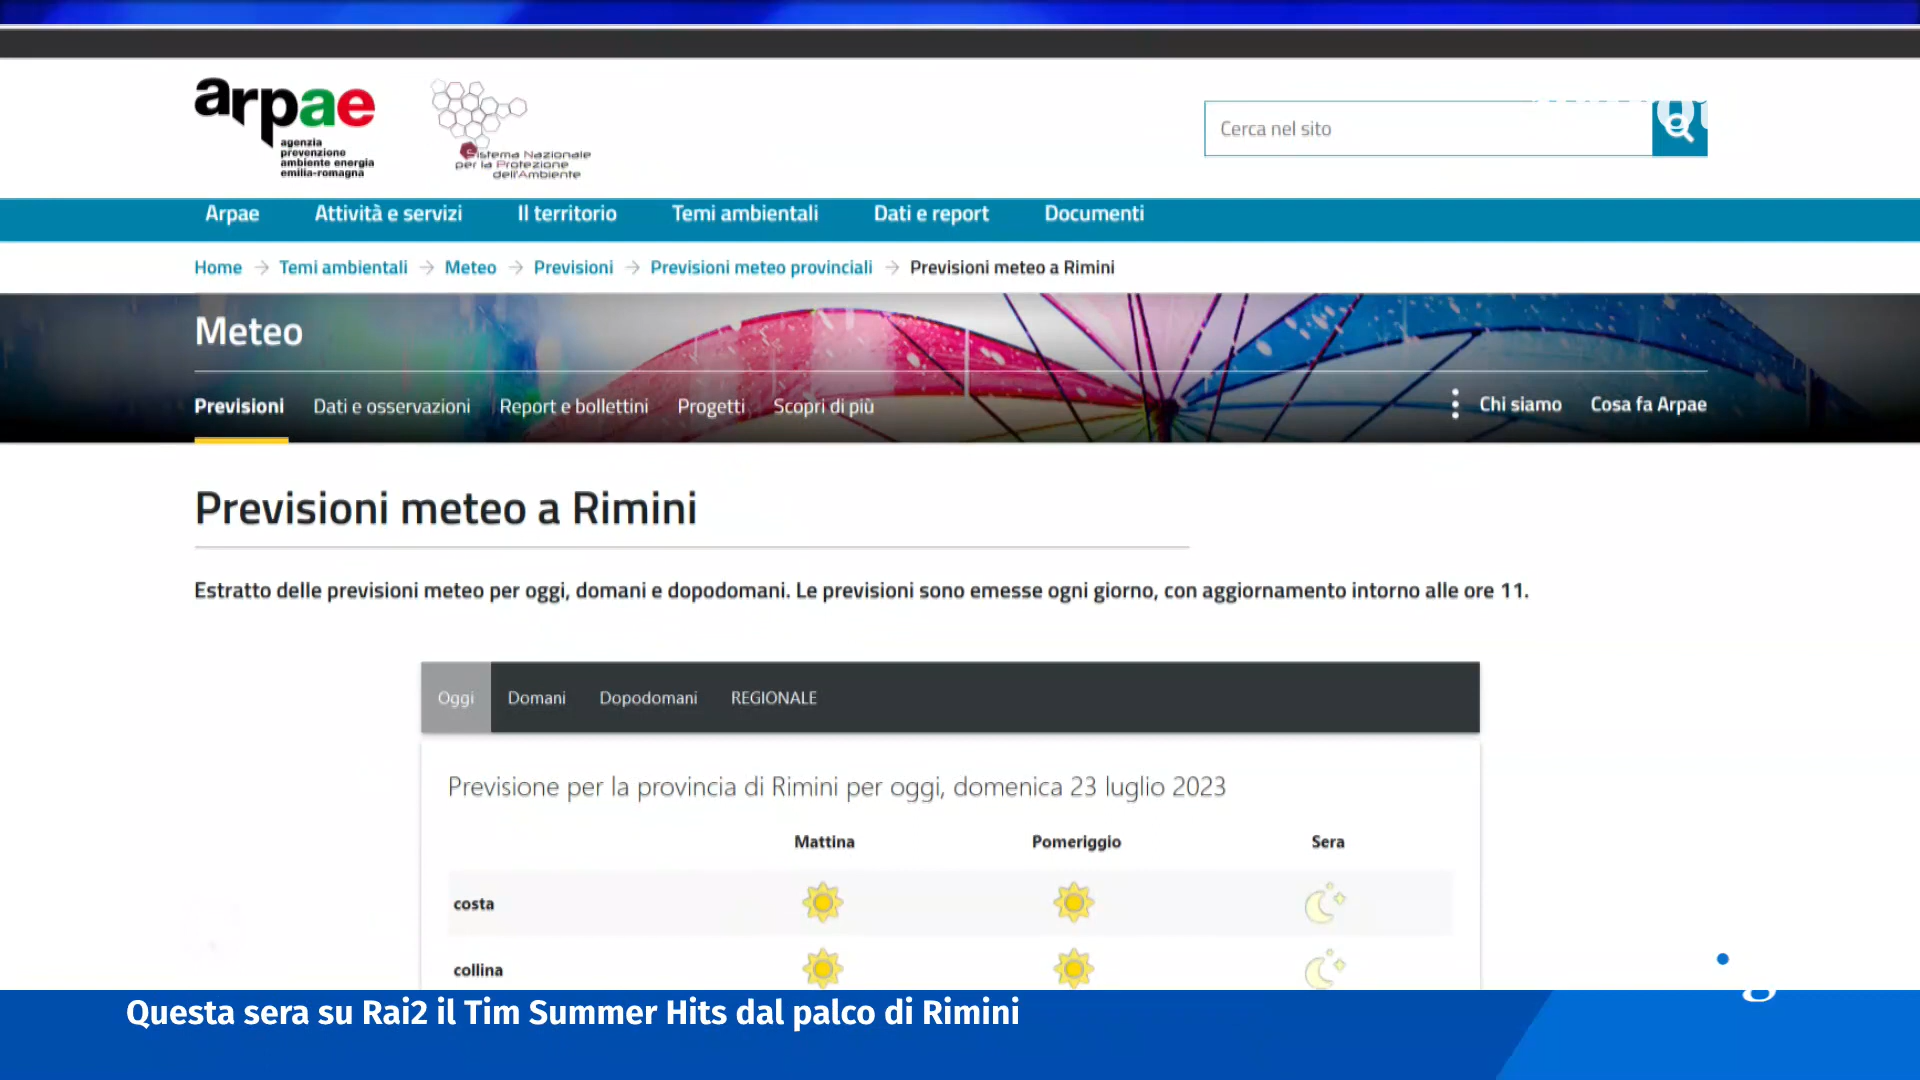 arpae
agenzia
prevenzione
ambiente energia
emilia-romagna
Sistema Nazionale
per la Protezione
dell'Ambiente
Cerca nel sito
Arpae Attività e servizi Il territorio Temi ambientali Dati e report Documenti
Home → Temi ambientali → Meteo → Previsioni → Previsioni meteo provinciali → Previsioni meteo a Rimini
Meteo
Previsioni Dati e osservazioni Report e bollettini Progetti Scopri di più Chi siamo Cosa fa Arpae
Previsioni meteo a Rimini
Estratto delle previsioni meteo per oggi, domani e dopodomani. Le previsioni sono emesse ogni giorno, con aggiornamento intorno alle ore 11.
Oggi Domani Dopodomani REGIONALE
Previsione per la provincia di Rimini per oggi, domenica 23 luglio 2023
Mattina Pomeriggio Sera
costa
collina
Questa sera su Rai2 il Tim Summer Hits dal palco di Rimini